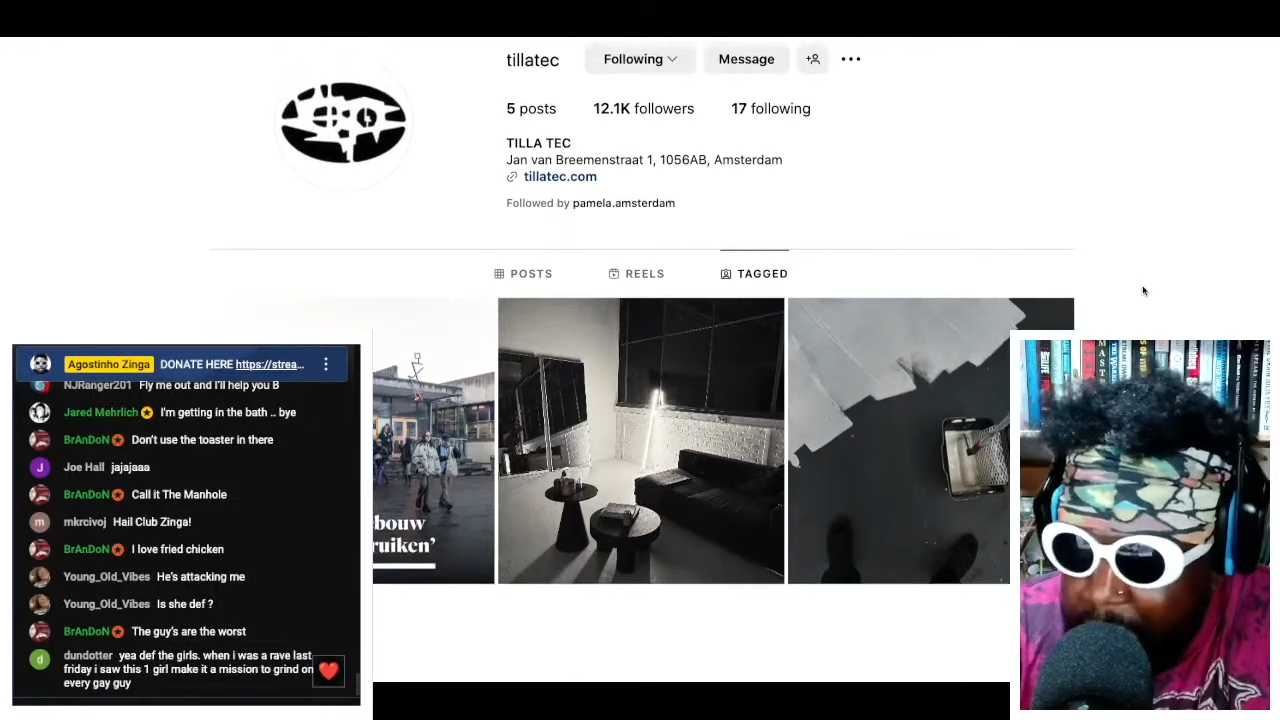 tillatec
Following
Message
5 posts
12.1K followers
17 following
TILLA TEC
Jan van Breemenstraat 1, 1056AB, Amsterdam
tillatec.com
Followed by pamela.amsterdam
POSTS
REELS
TAGGED
bouw
ruiken’
Agostinho Zinga DONATE HERE https://strea...
NJRanger201 Fly me out and I'll help you B
Jared Mehrlich I'm getting in the bath .. bye
BrAnDoN Don't use the toaster in there
J
Joe Hall jajajaaa
BrAnDoN Call it The Manhole
m
mkrcivoj Hail Club Zinga!
BrAnDoN I love fried chicken
Young_Old_Vibes He's attacking me
Young_Old_Vibes Is she def ?
BrAnDoN The guy's are the worst
d
dundotter yea def the girls. when i was a rave last
friday i saw this 1 girl make it a mission to grind on
every gay guy